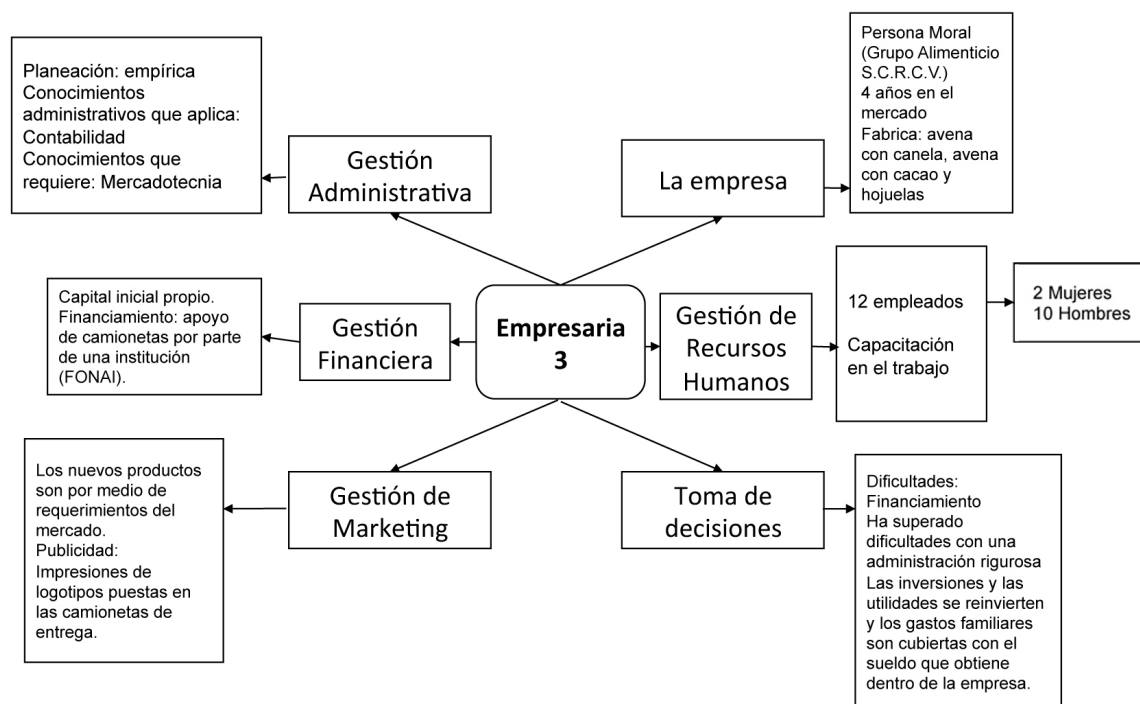 Planeación: empírica
Conocimientos
administrativos que aplica:
Contabilidad
Conocimientos que
requiere: Mercadotecnia
Gestión
Administrativa
La empresa
Persona Moral
(Grupo Alimenticio
S.C.R.C.V.)
4 años en el
mercado
Fabrica: avena
con canela, avena
con cacao y
hojuelas
Capital inicial propio.
Financiamiento: apoyo
de camionetas por parte
de una institución
(FONAI).
Gestión
Financiera
Empresaria
3
Gestión de
Recursos
Humanos
12 empleados
Capacitación
en el trabajo
2 Mujeres
10 Hombres
Los nuevos productos
son por medio de
requerimientos del
mercado.
Publicidad:
Impresiones de
logotipos puestas en
las camionetas de
entrega.
Gestión de
Marketing
Toma de
decisiones
Dificultades:
Financiamiento
Ha superado
dificultades con una
administración rigurosa
Las inversiones y las
utilidades se reinvierten
y los gastos familiares
son cubiertas con el
sueldo que obtiene
dentro de la empresa.